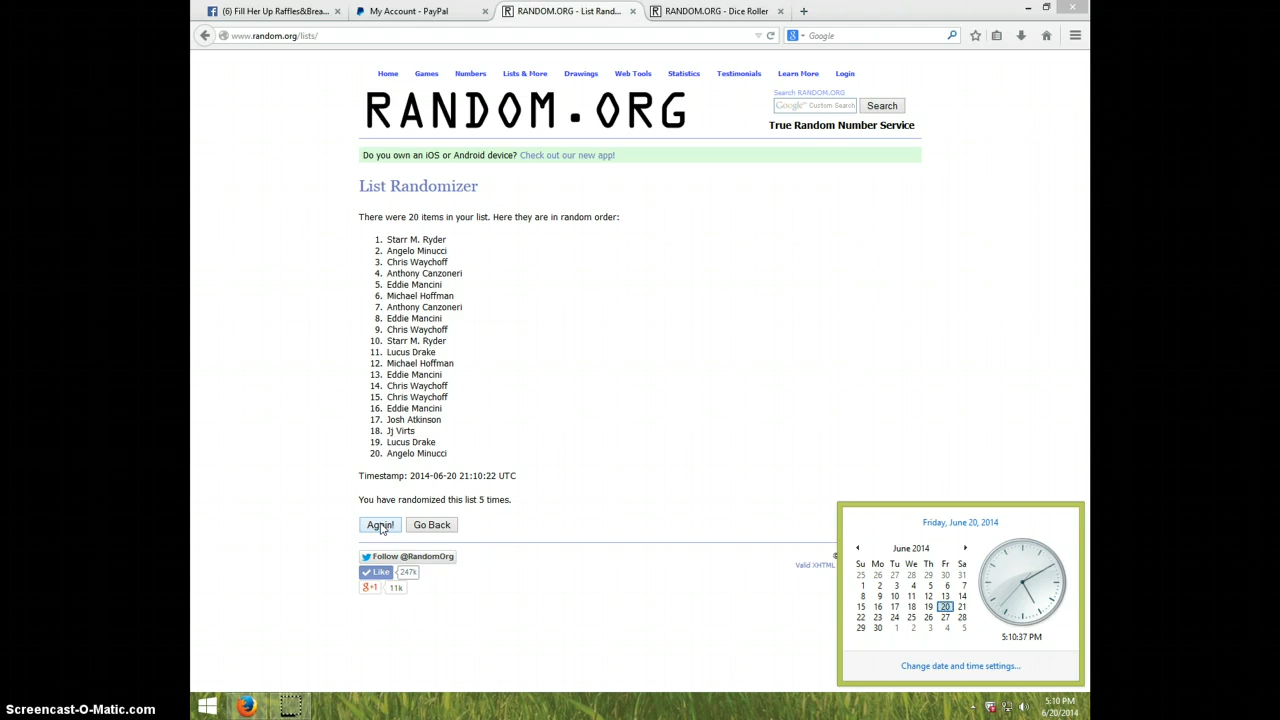 (6) Fill Her Up Raffles&Brea...
My Account - PayPal
RANDOM.ORG - List Rand...
RANDOM.ORG - Dice Roller
www.random.org/lists/
Google
Home Games Numbers Lists & More Drawings Web Tools Statistics Testimonials Learn More Login
RANDOM.ORG
Search RANDOM.ORG
Google™ Custom Search
Search
True Random Number Service
Do you own an iOS or Android device? Check out our new app!
List Randomizer
There were 20 items in your list. Here they are in random order:
1. Starr M. Ryder
2. Angelo Minucci
3. Chris Waychoff
4. Anthony Canzoneri
5. Eddie Mancini
6. Michael Hoffman
7. Anthony Canzoneri
8. Eddie Mancini
9. Chris Waychoff
10. Starr M. Ryder
11. Lucus Drake
12. Michael Hoffman
13. Eddie Mancini
14. Chris Waychoff
15. Chris Waychoff
16. Eddie Mancini
17. Josh Atkinson
18. Jj Virts
19. Lucus Drake
20. Angelo Minucci
Timestamp: 2014-06-20 21:10:22 UTC
You have randomized this list 5 times.
Again! Go Back
Follow @RandomOrg
Like 247k
g+1 11k
Valid XHTML
Friday, June 20, 2014
June 2014
Su Mo Tu We Th Fr Sa
25 26 27 28 29 30 31
1 2 3 4 5 6 7
8 9 10 11 12 13 14
15 16 17 18 19 20 21
22 23 24 25 26 27 28
29 30 1 2 3 4 5
5:10:37 PM
Change date and time settings...
5:10 PM
6/20/2014
Screencast-O-Matic.com